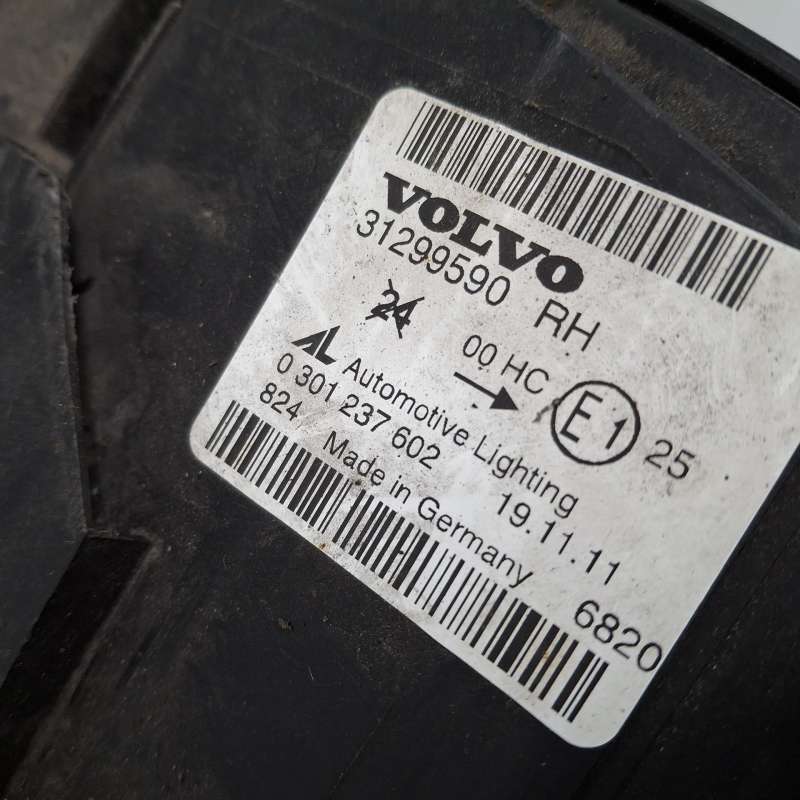 VOLVO
31299590 RH
24
00 HC E1 25
AL Automotive Lighting
0 301 237 602 19.11.11
824 Made in Germany 6820